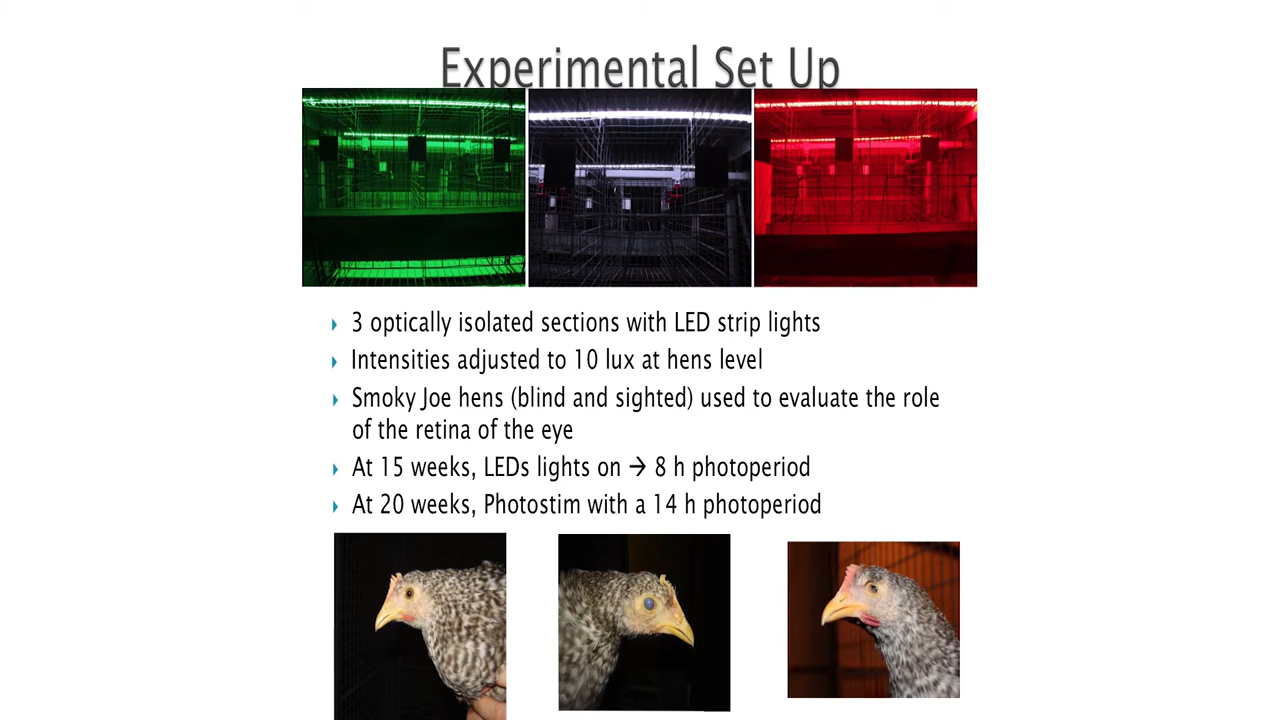 Experimental Set Up
3 optically isolated sections with LED strip lights
Intensities adjusted to 10 lux at hens level
Smoky Joe hens (blind and sighted) used to evaluate the role
of the retina of the eye
At 15 weeks, LEDs lights on → 8 h photoperiod
At 20 weeks, Photostim with a 14 h photoperiod